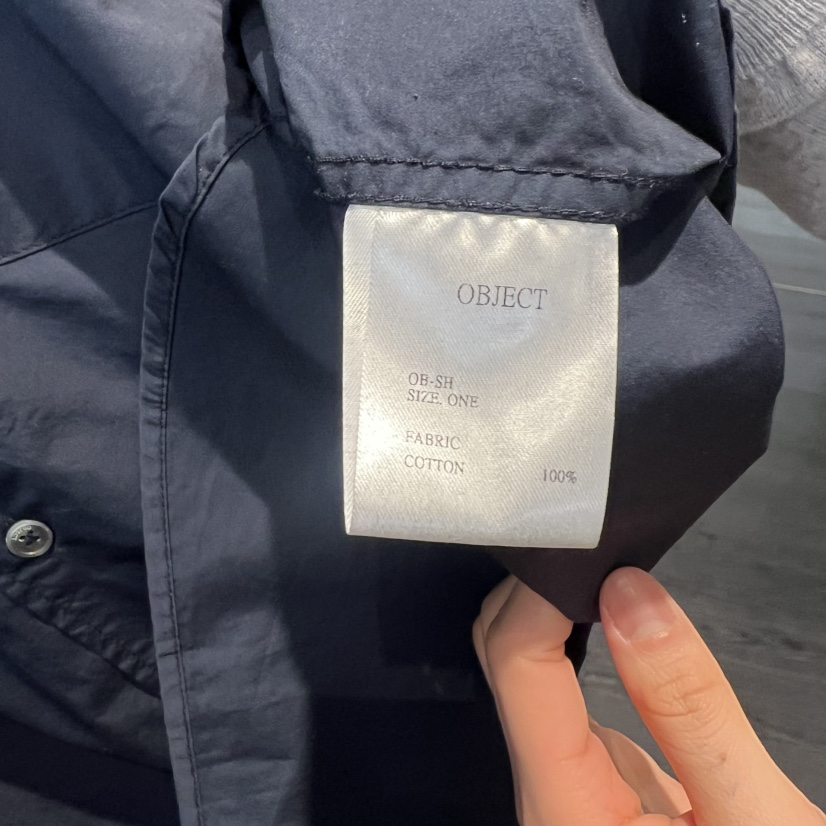 OBJECT
OB-SH
SIZE. ONE
FABRIC
COTTON 100%